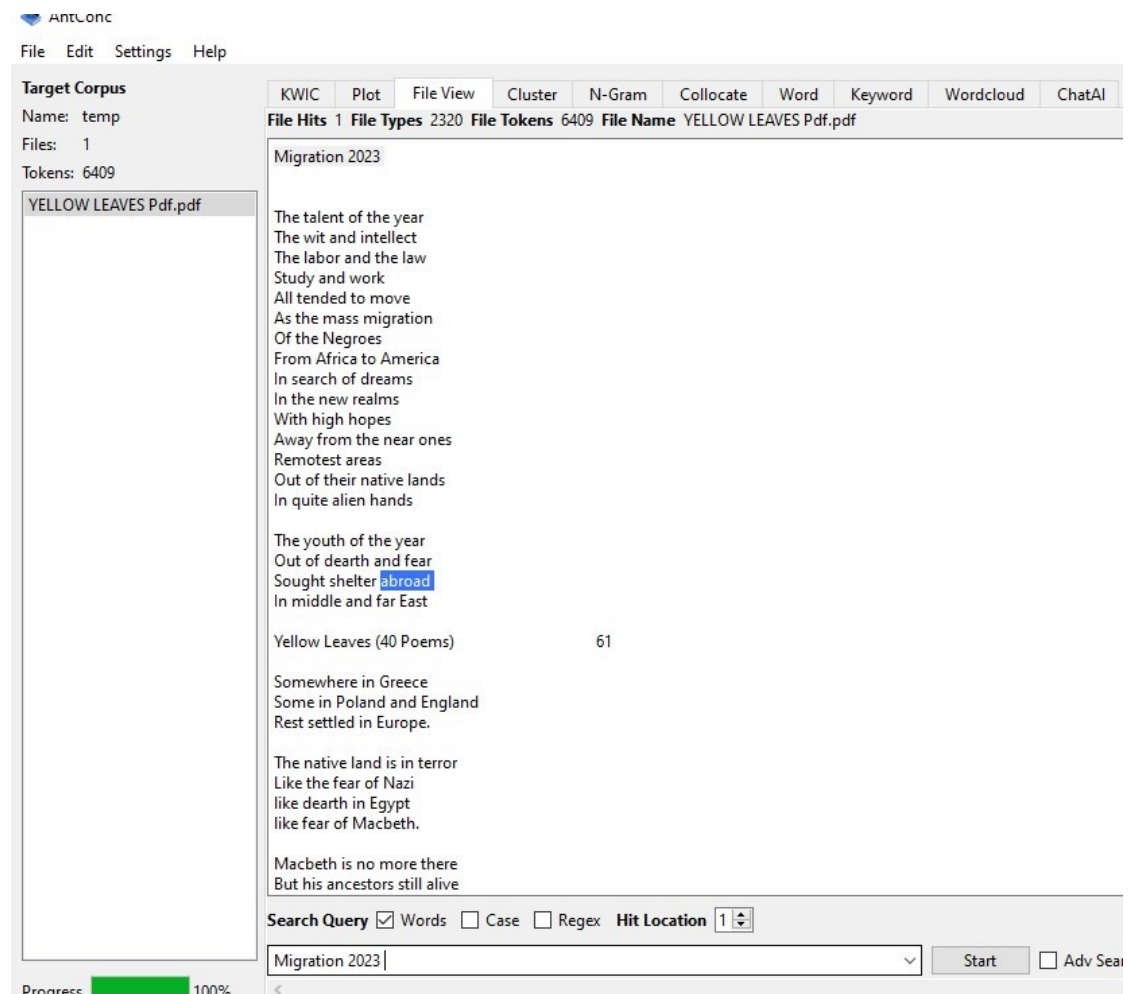 AntConc
File Edit Settings Help
Target Corpus
Name: temp
Files: 1
Tokens: 6409
YELLOW LEAVES Pdf.pdf
Progress 100%
KWIC Plot File View Cluster N-Gram Collocate Word Keyword Wordcloud ChatAI
File Hits 1 File Types 2320 File Tokens 6409 File Name YELLOW LEAVES Pdf.pdf
Migration 2023
The talent of the year
The wit and intellect
The labor and the law
Study and work
All tended to move
As the mass migration
Of the Negroes
From Africa to America
In search of dreams
In the new realms
With high hopes
Away from the near ones
Remotest areas
Out of their native lands
In quite alien hands
The youth of the year
Out of dearth and fear
Sought shelter abroad
In middle and far East
Yellow Leaves (40 Poems) 61
Somewhere in Greece
Some in Poland and England
Rest settled in Europe.
The native land is in terror
Like the fear of Nazi
like dearth in Egypt
like fear of Macbeth.
Macbeth is no more there
But his ancestors still alive
Search Query Words Case Regex Hit Location 1
Migration 2023 Start Adv Sear